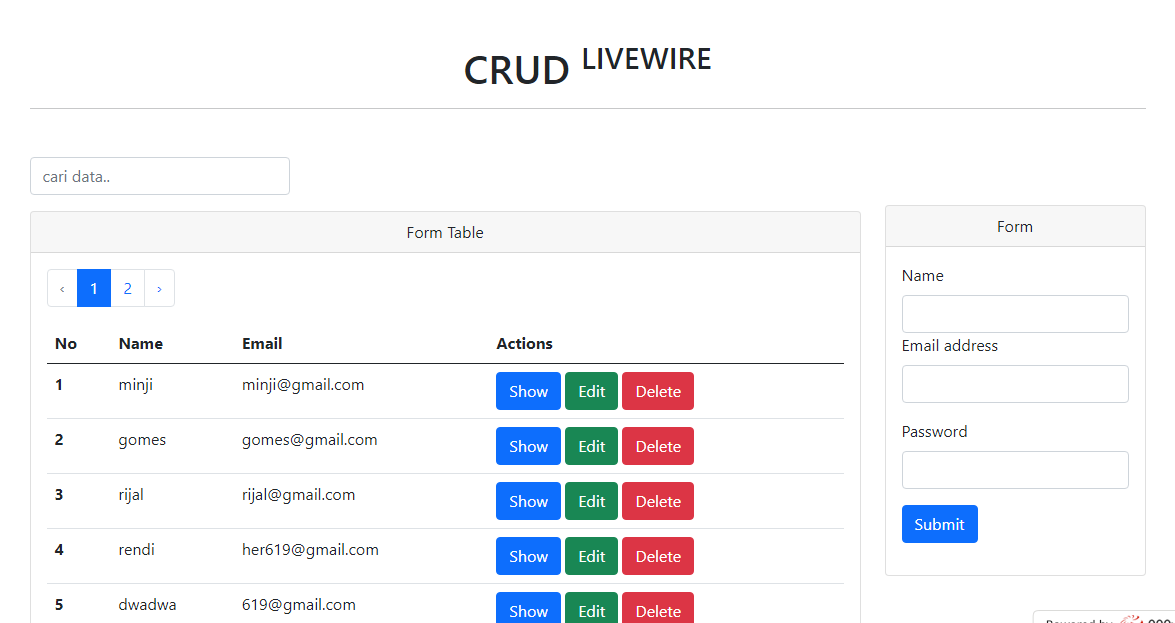 CRUD LIVEWIRE
cari data..
Form Table
‹ 1 2 ›
No Name Email Actions
1 minji minji@gmail.com Show Edit Delete
2 gomes gomes@gmail.com Show Edit Delete
3 rijal rijal@gmail.com Show Edit Delete
4 rendi her619@gmail.com Show Edit Delete
5 dwadwa 619@gmail.com Show Edit Delete
Form
Name
Email address
Password
Submit
Powered by